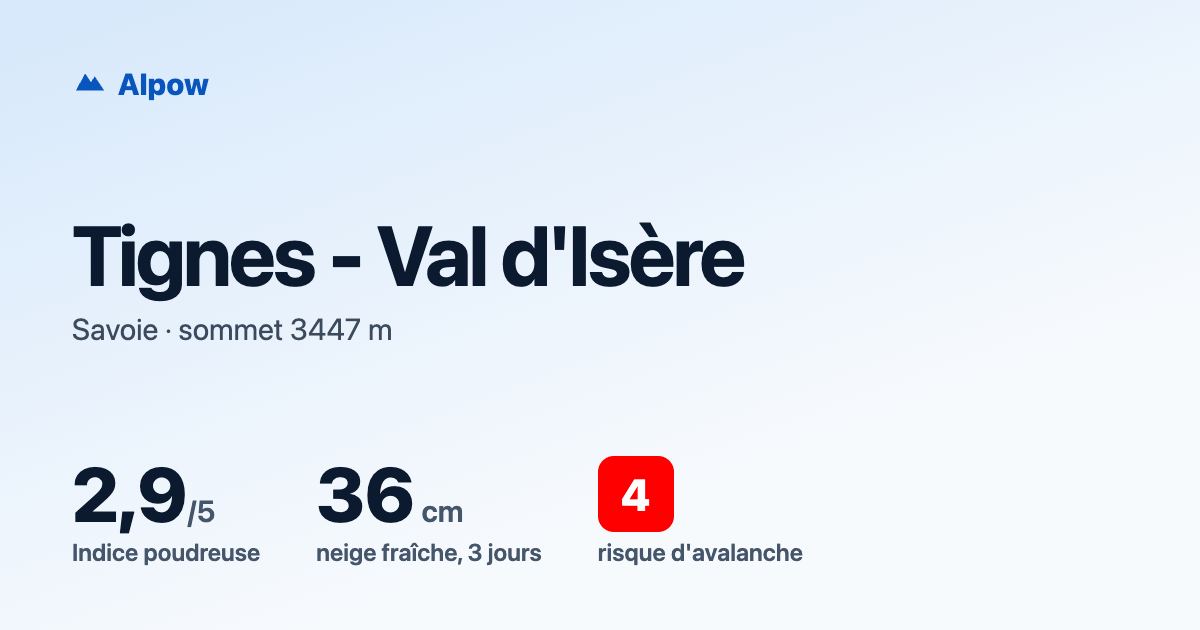 Alpow
Tignes - Val d'Isère
Savoie · sommet 3447 m
2,9/5
Indice poudreuse
36 cm
neige fraîche, 3 jours
4
risque d'avalanche